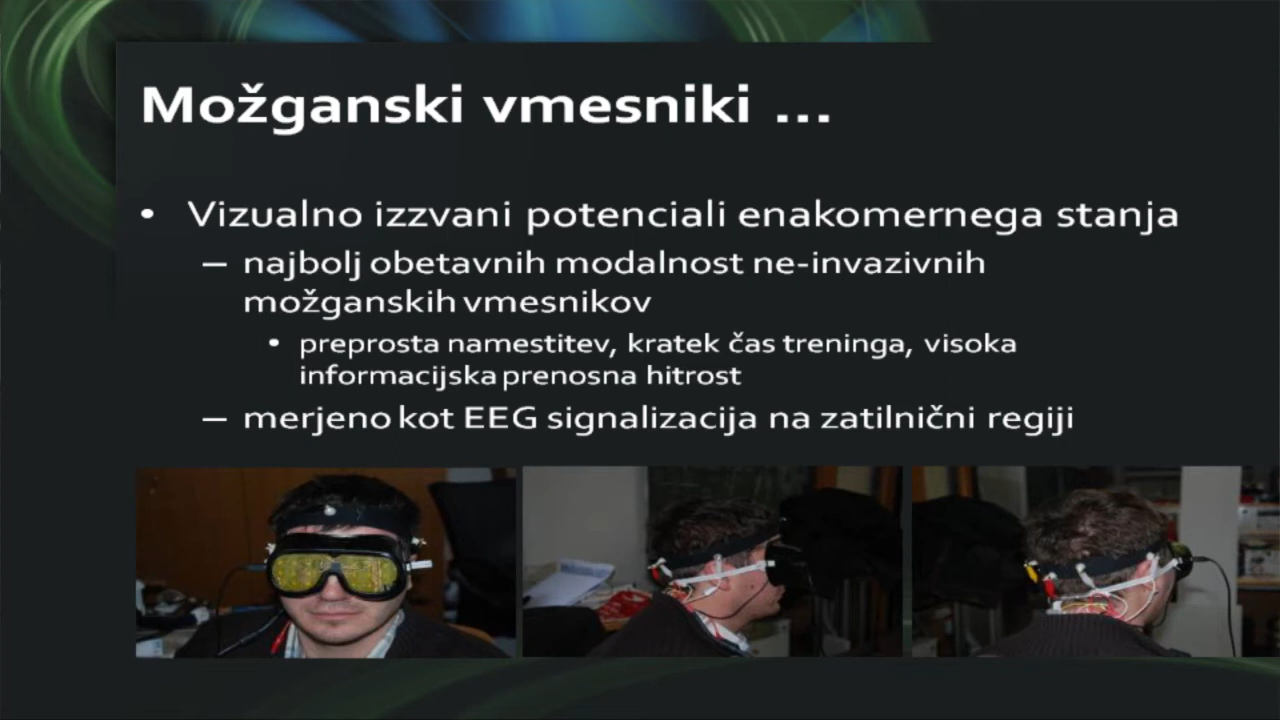 Možganski vmesniki ...
• Vizualno izzvani potenciali enakomernega stanja
– najbolj obetavnih modalnost ne-invazivnih
možganskih vmesnikov
• preprosta namestitev, kratek čas treninga, visoka
informacijska prenosna hitrost
– merjeno kot EEG signalizacija na zatilnični regiji